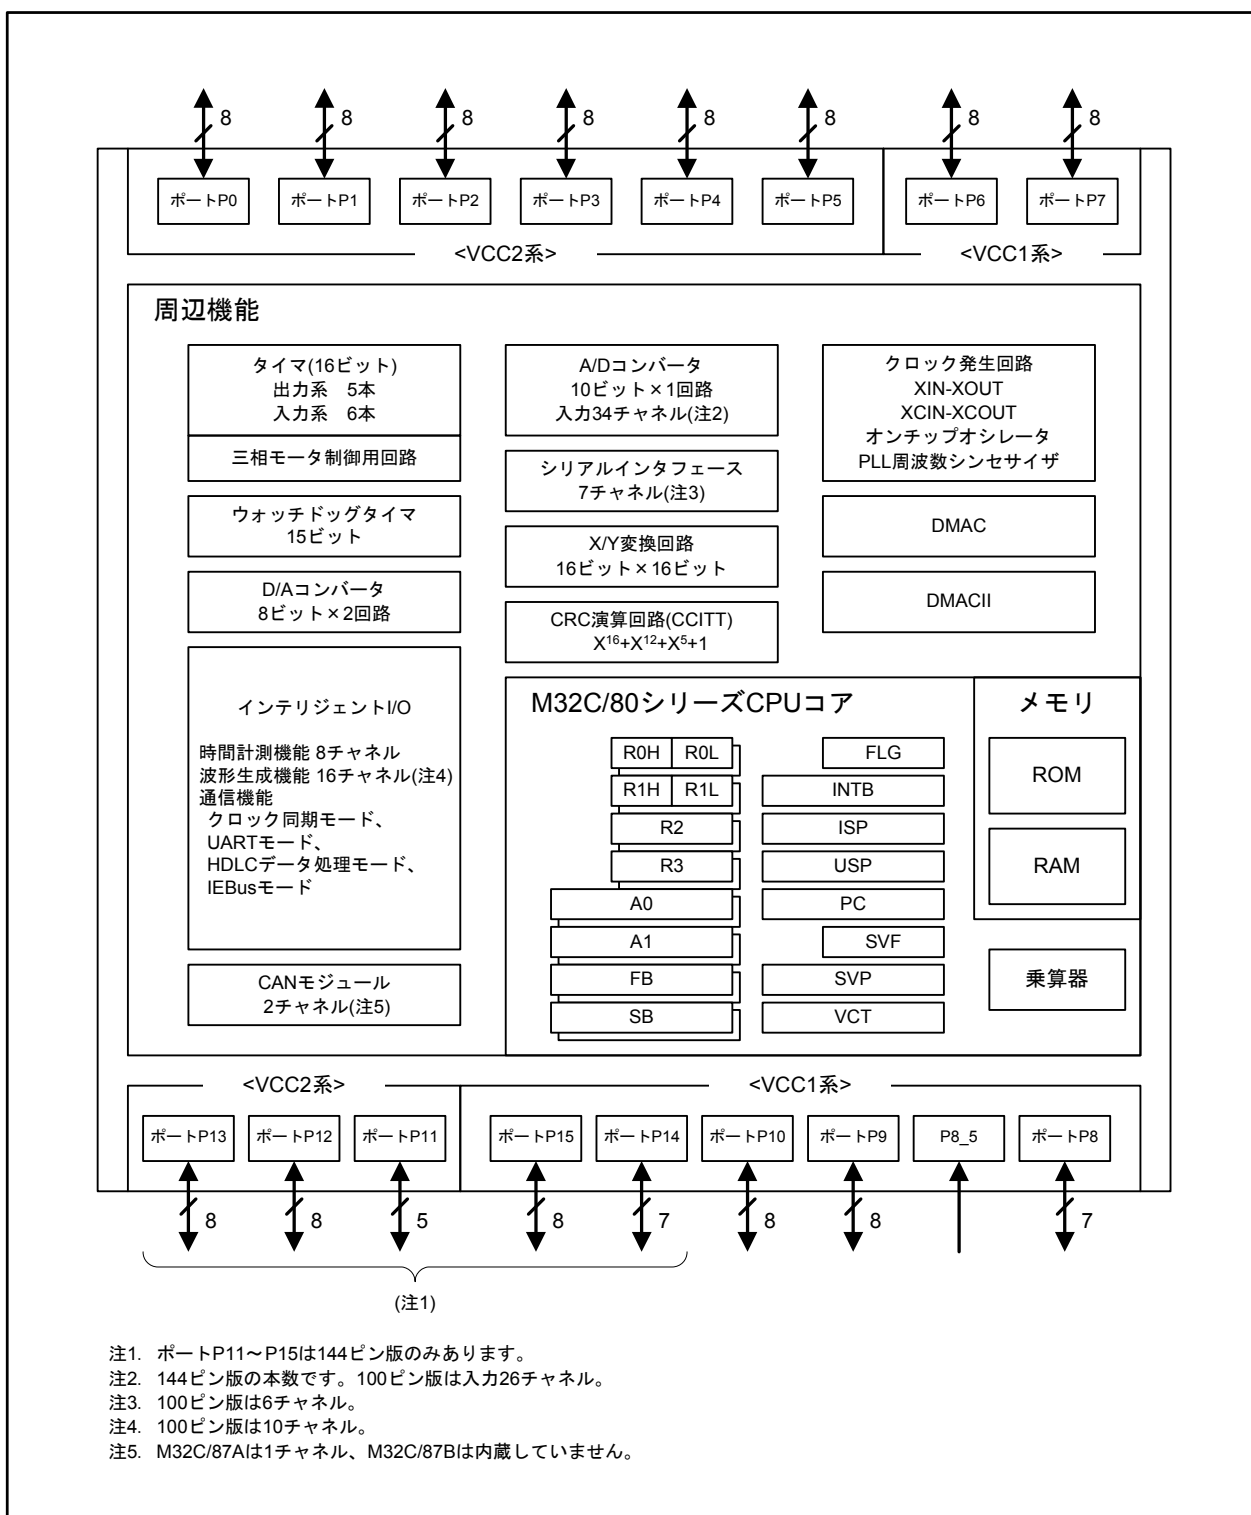 8 8 8 8 8 8 8 8
ポートP0 ポートP1 ポートP2 ポートP3 ポートP4 ポートP5 ポートP6 ポートP7
<VCC2系> <VCC1系>
周辺機能
タイマ(16ビット)
出力系 5本
入力系 6本
三相モータ制御用回路
ウォッチドッグタイマ
15ビット
D/Aコンバータ
8ビット×2回路
インテリジェントI/O
時間計測機能 8チャネル
波形生成機能 16チャネル(注4)
通信機能
クロック同期モード、
UARTモード、
HDLCデータ処理モード、
IEBusモード
CANモジュール
2チャネル(注5)
A/Dコンバータ
10ビット×1回路
入力34チャネル(注2)
シリアルインタフェース
7チャネル(注3)
X/Y変換回路
16ビット×16ビット
CRC演算回路(CCITT)
X16+X12+X5+1
クロック発生回路
XIN-XOUT
XCIN-XCOUT
オンチップオシレータ
PLL周波数シンセサイザ
DMAC
DMACII
M32C/80シリーズCPUコア
R0H R0L
R1H R1L
R2
R3
A0
A1
FB
SB
FLG
INTB
ISP
USP
PC
SVF
SVP
VCT
メモリ
ROM
RAM
乗算器
<VCC2系> <VCC1系>
ポートP13 ポートP12 ポートP11 ポートP15 ポートP14 ポートP10 ポートP9 P8_5 ポートP8
8 8 5 8 7 8 8 7
(注1)
注1. ポートP11～P15は144ピン版のみあります。
注2. 144ピン版の本数です。100ピン版は入力26チャネル。
注3. 100ピン版は6チャネル。
注4. 100ピン版は10チャネル。
注5. M32C/87Aは1チャネル、M32C/87Bは内蔵していません。